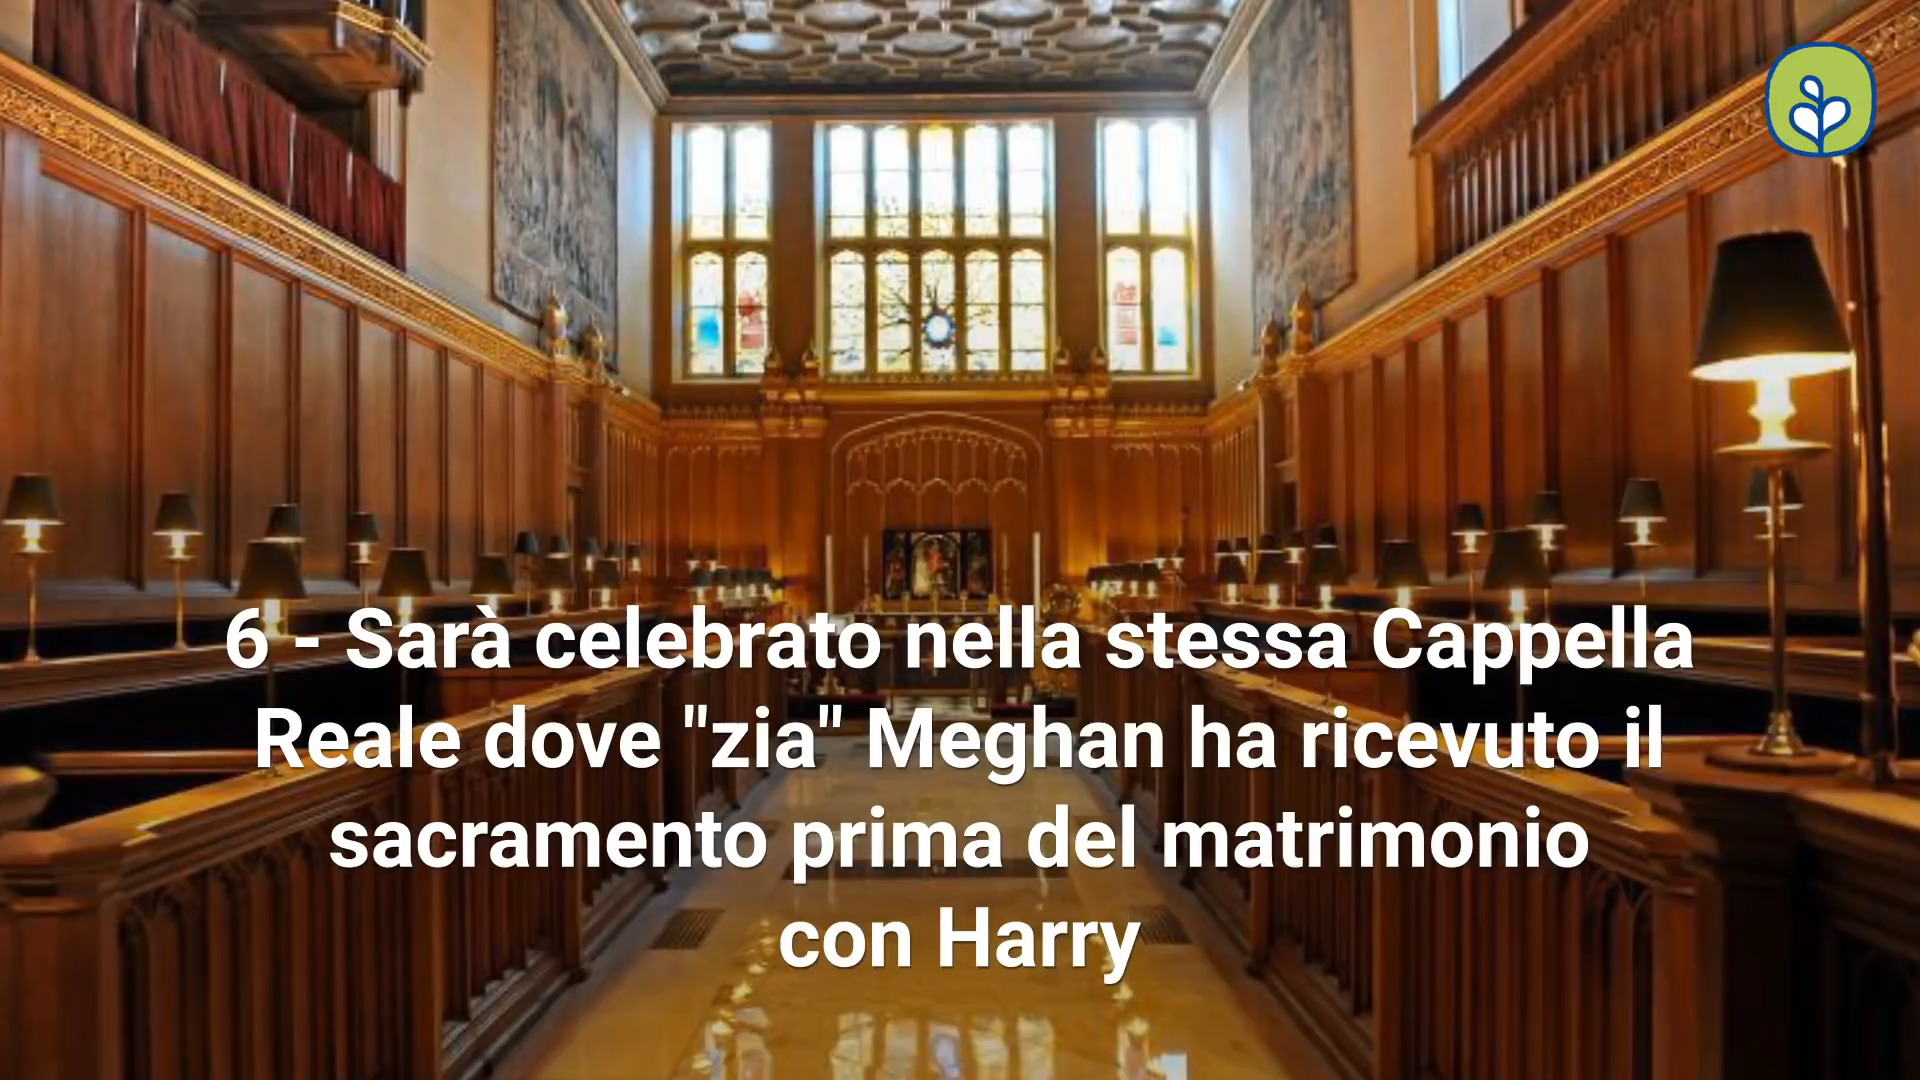 6 - Sarà celebrato nella stessa Cappella
Reale dove "zia" Meghan ha ricevuto il
sacramento prima del matrimonio
con Harry